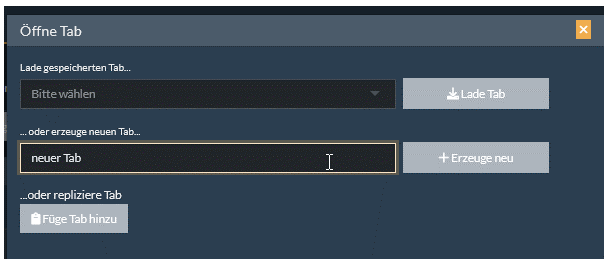 Öffne Tab
Lade gespeicherten Tab...
Bitte wählen
Lade Tab
... oder erzeuge neuen Tab...
neuer Tab
Erzeuge neu
...oder repliziere Tab
Füge Tab hinzu